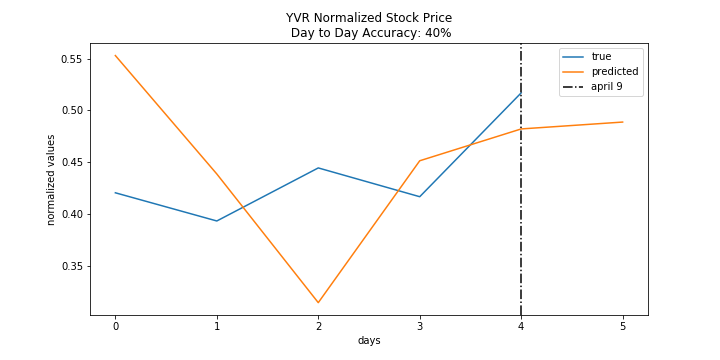 YVR Normalized Stock Price
Day to Day Accuracy: 40%
true
predicted
april 9
normalized values
0.55
0.50
0.45
0.40
0.35
0 1 2 3 4 5
days